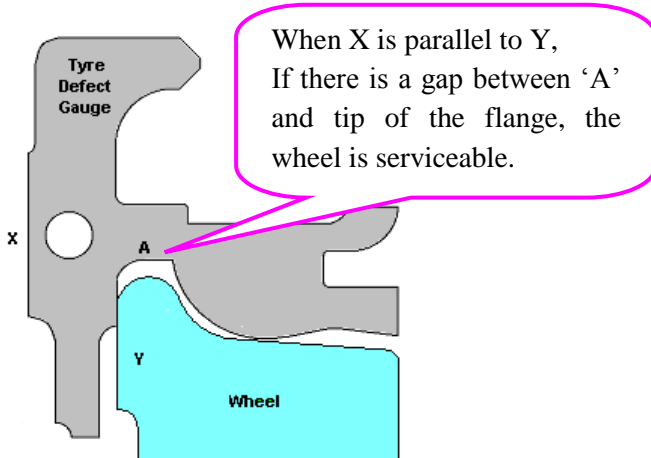 When X is parallel to Y,
If there is a gap between ‘A’
and tip of the flange, the
wheel is serviceable.
Tyre
Defect
Gauge
X
A
Y
Wheel